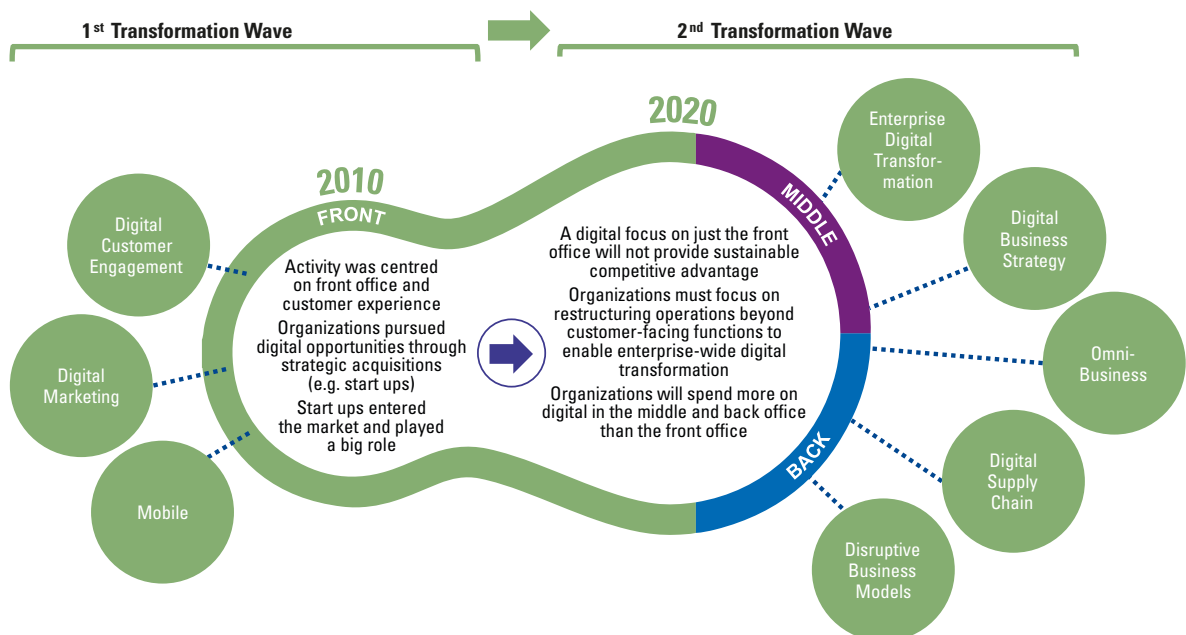 1st Transformation Wave
2nd Transformation Wave
2010
FRONT
Digital
Customer
Engagement
Digital
Marketing
Mobile
Activity was centred
on front office and
customer experience
Organizations pursued
digital opportunities through
strategic acquisitions
(e.g. start ups)
Start ups entered
the market and played
a big role
2020
MIDDLE
BACK
A digital focus on just the front
office will not provide sustainable
competitive advantage
Organizations must focus on
restructuring operations beyond
customer-facing functions to
enable enterprise-wide digital
transformation
Organizations will spend more on
digital in the middle and back office
than the front office
Enterprise
Digital
Transfor-
mation
Digital
Business
Strategy
Omni-
Business
Digital
Supply
Chain
Disruptive
Business
Models